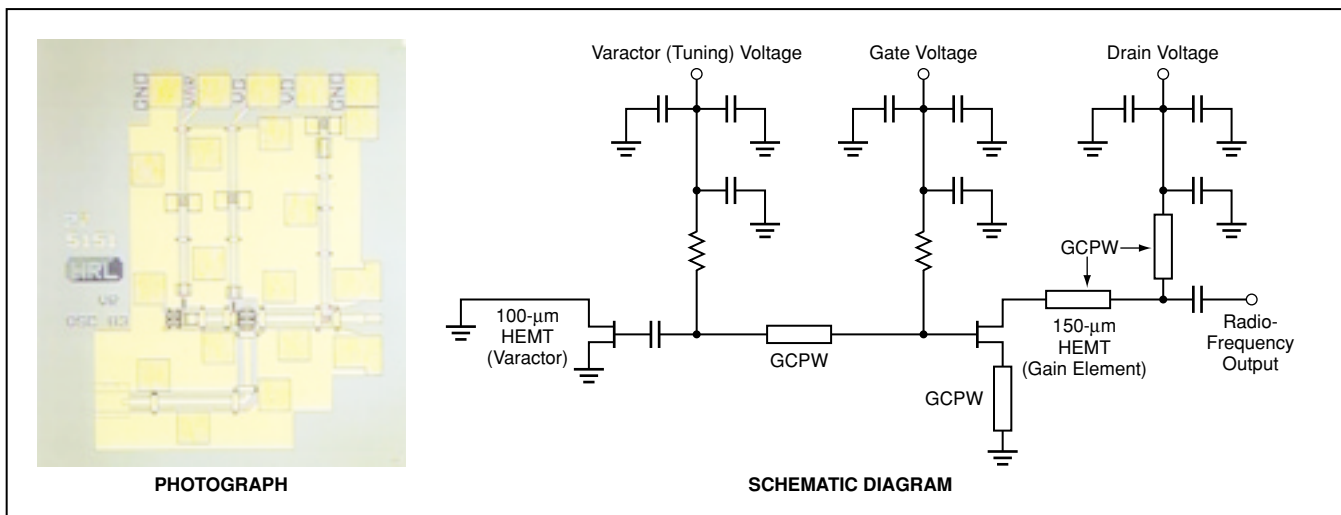 GND
VD
VD
GND
5151
HRL
PHOTOGRAPH
Varactor (Tuning) Voltage
Gate Voltage
Drain Voltage
GCPW
100-μm
HEMT
(Varactor)
GCPW
GCPW
150-μm
HEMT
(Gain Element)
Radio-
Frequency
Output
SCHEMATIC DIAGRAM